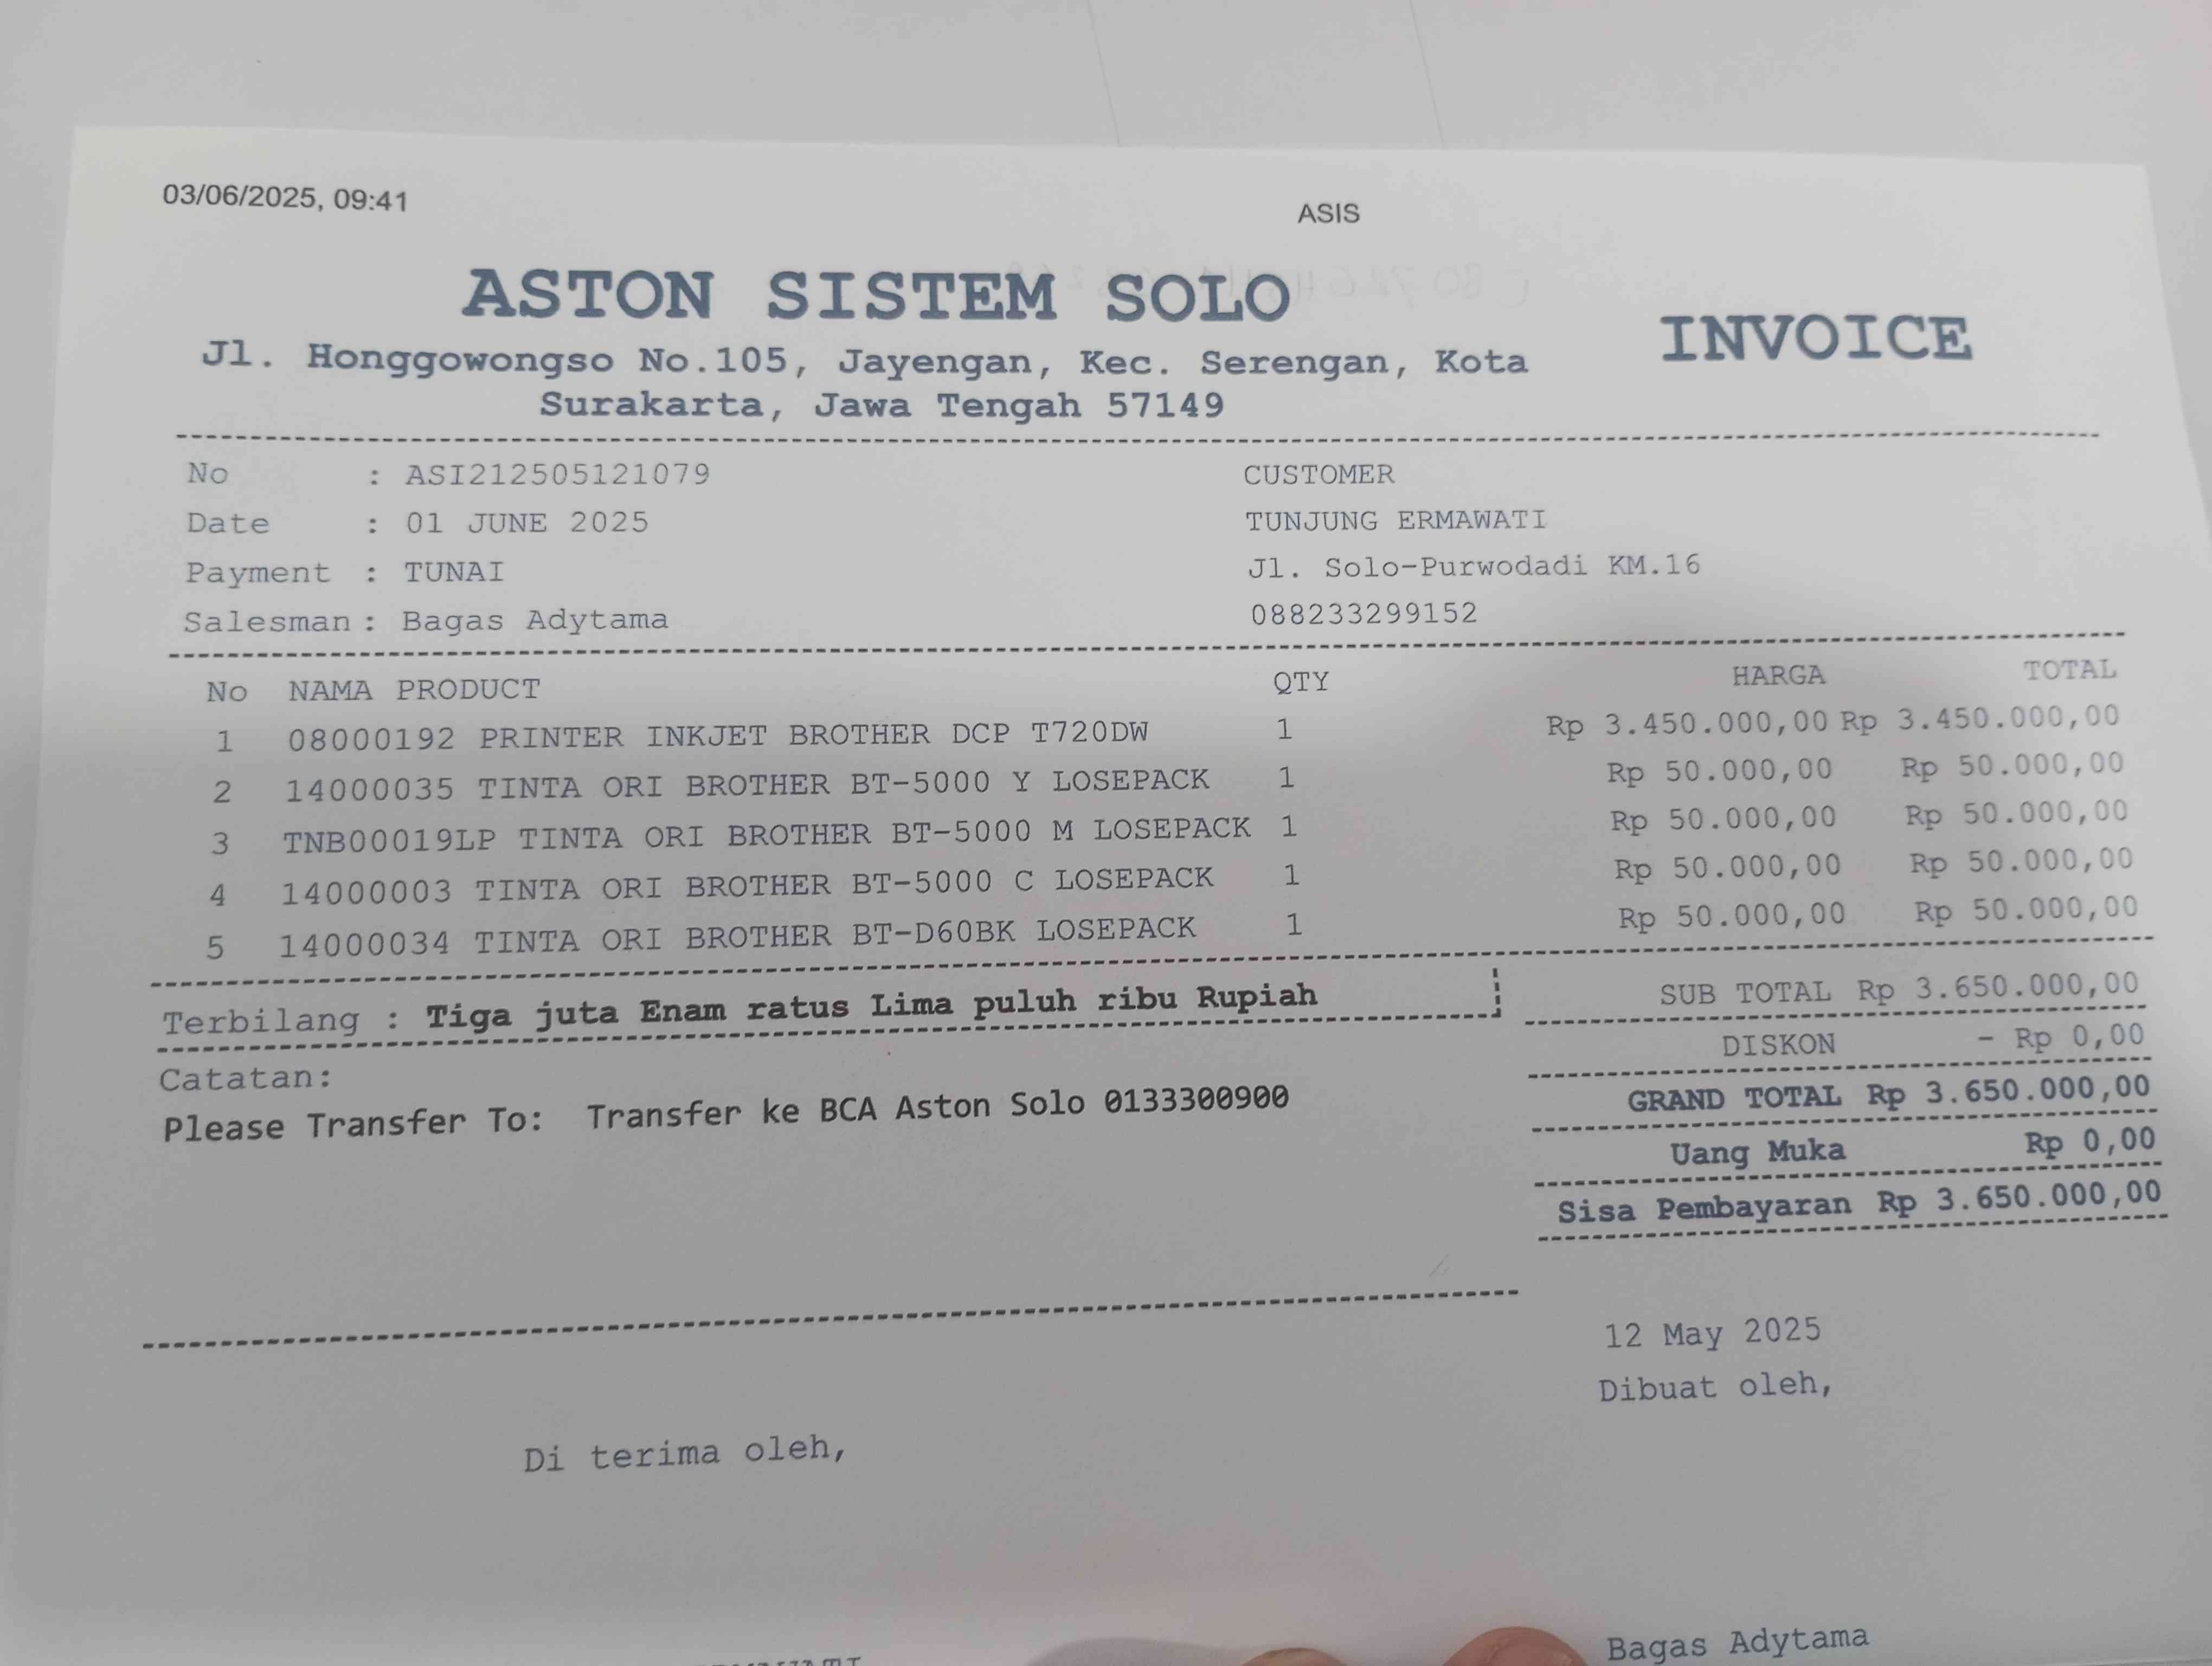 03/06/2025, 09:41
ASIS
ASTON SISTEM SOLO
INVOICE
Jl. Honggowongso No.105, Jayengan, Kec. Serengan, Kota
Surakarta, Jawa Tengah 57149
No : ASI212505121079
Date : 01 JUNE 2025
Payment : TUNAI
Salesman : Bagas Adytama
CUSTOMER
TUNJUNG ERMAWATI
Jl. Solo-Purwodadi KM.16
088233299152
No NAMA PRODUCT QTY HARGA TOTAL
1 08000192 PRINTER INKJET BROTHER DCP T720DW 1 Rp 3.450.000,00 Rp 3.450.000,00
2 14000035 TINTA ORI BROTHER BT-5000 Y LOSEPACK 1 Rp 50.000,00 Rp 50.000,00
3 TNB00019LP TINTA ORI BROTHER BT-5000 M LOSEPACK 1 Rp 50.000,00 Rp 50.000,00
4 14000003 TINTA ORI BROTHER BT-5000 C LOSEPACK 1 Rp 50.000,00 Rp 50.000,00
5 14000034 TINTA ORI BROTHER BT-D60BK LOSEPACK 1 Rp 50.000,00 Rp 50.000,00
Terbilang : Tiga juta Enam ratus Lima puluh ribu Rupiah
Catatan:
Please Transfer To: Transfer ke BCA Aston Solo 0133300900
SUB TOTAL Rp 3.650.000,00
DISKON - Rp 0,00
GRAND TOTAL Rp 3.650.000,00
Uang Muka Rp 0,00
Sisa Pembayaran Rp 3.650.000,00
12 May 2025
Dibuat oleh,
Di terima oleh,
Bagas Adytama